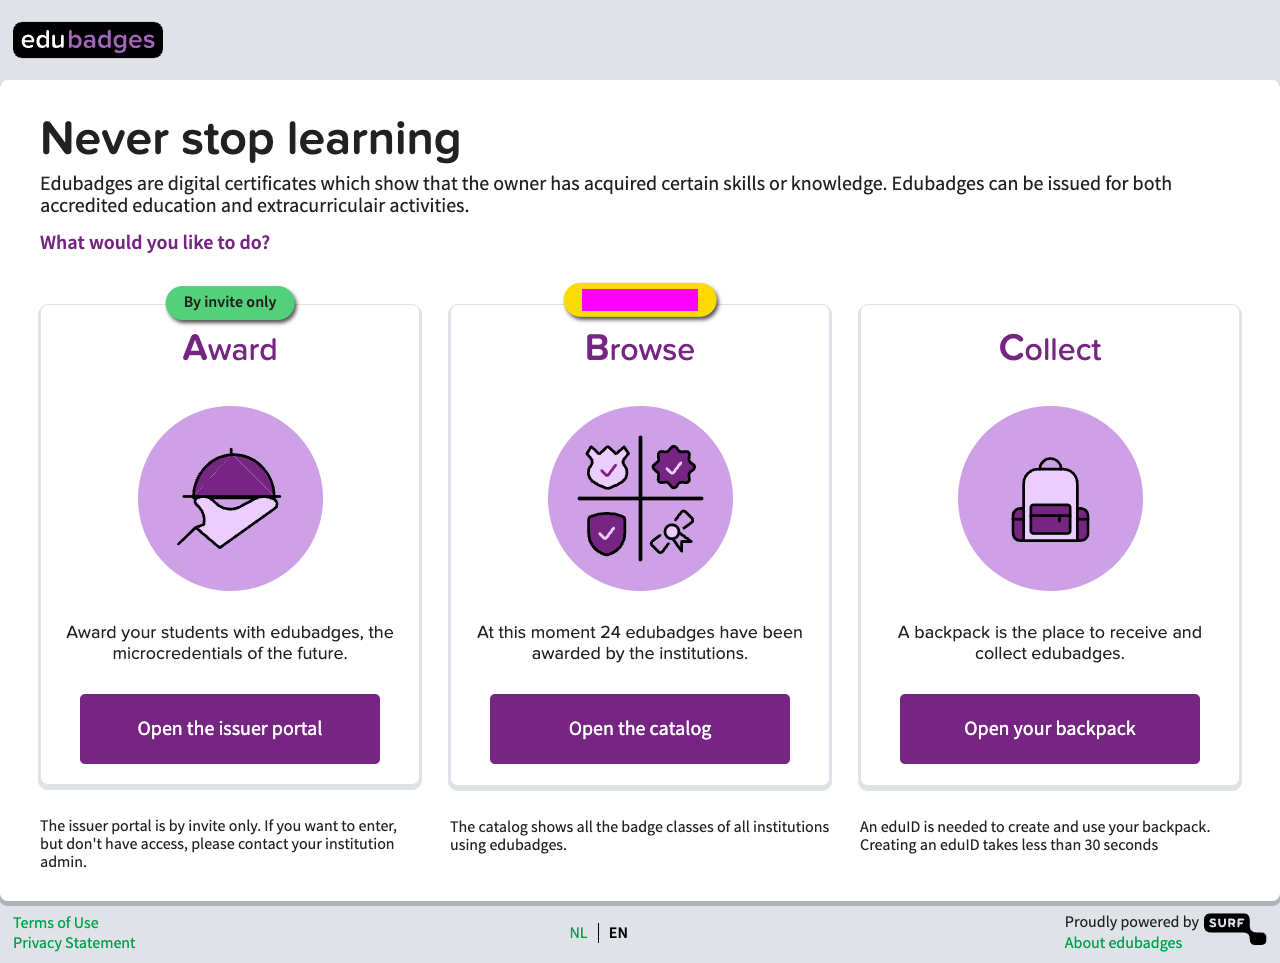 edubadges
Never stop learning
Edubadges are digital certificates which show that the owner has acquired certain skills or knowledge. Edubadges can be issued for both
accredited education and extracurriculair activities.
What would you like to do?
By invite only
Award
Award your students with edubadges, the
microcredentials of the future.
Open the issuer portal
The issuer portal is by invite only. If you want to enter,
but don't have access, please contact your institution
admin.
Browse
At this moment 24 edubadges have been
awarded by the institutions.
Open the catalog
The catalog shows all the badge classes of all institutions
using edubadges.
Collect
A backpack is the place to receive and
collect edubadges.
Open your backpack
An eduID is needed to create and use your backpack.
Creating an eduID takes less than 30 seconds
Terms of Use
Privacy Statement
NL | EN
Proudly powered by SURF
About edubadges